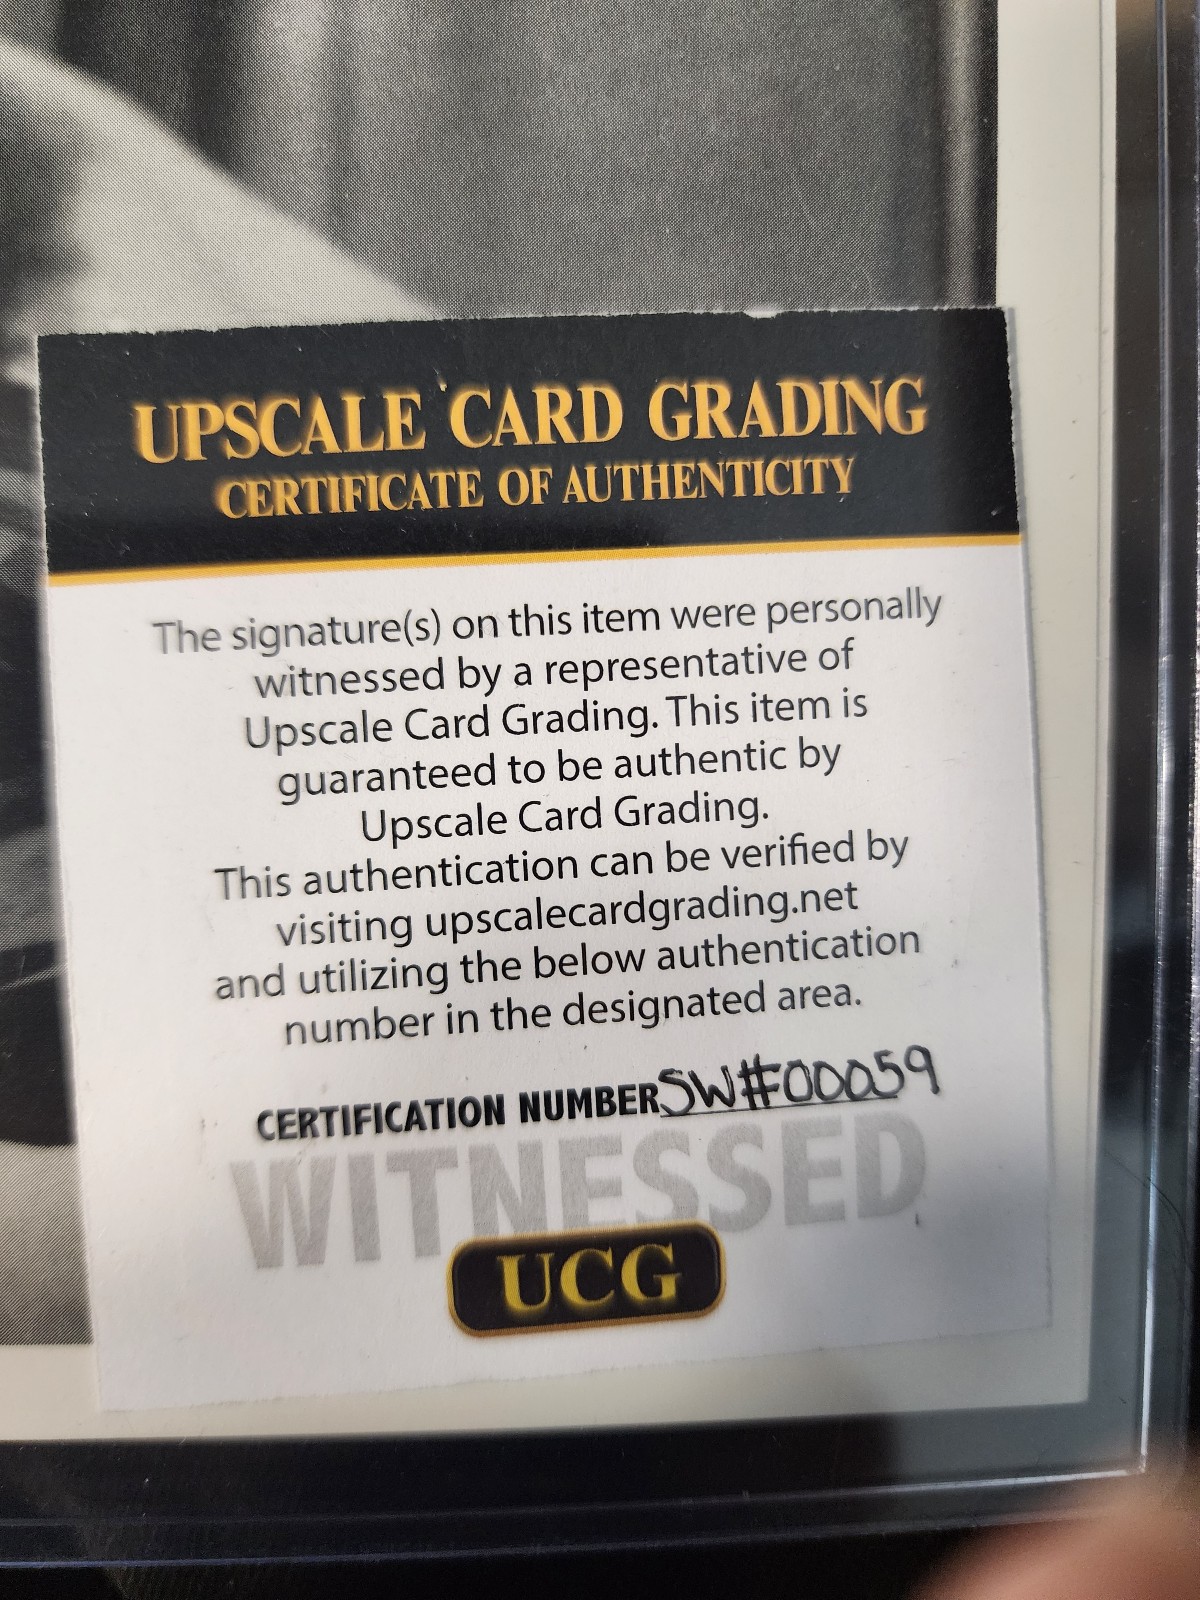 UPSCALE CARD GRADING
CERTIFICATE OF AUTHENTICITY
The signature(s) on this item were personally
witnessed by a representative of
Upscale Card Grading. This item is
guaranteed to be authentic by
Upscale Card Grading.
This authentication can be verified by
visiting upscalecardgrading.net
and utilizing the below authentication
number in the designated area.
CERTIFICATION NUMBER SW#00059
WITNESSED
UCG